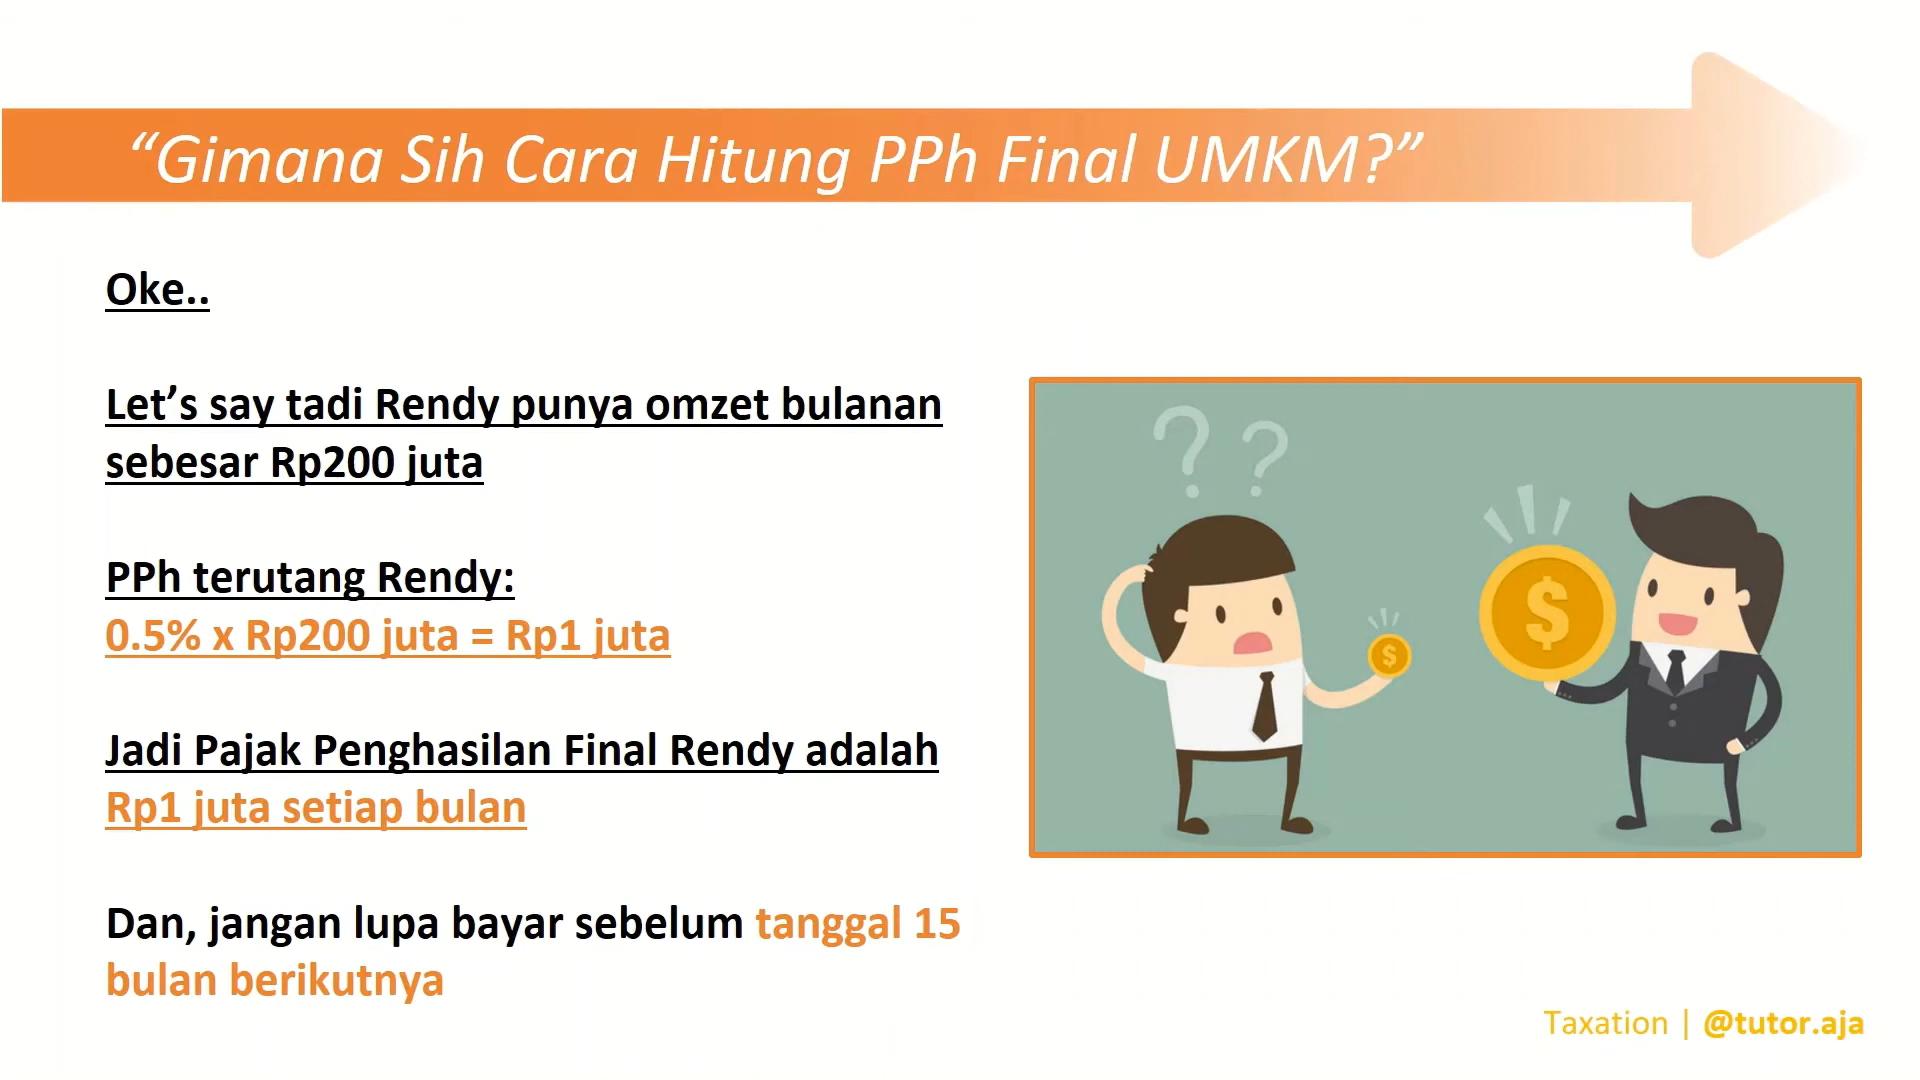 “Gimana Sih Cara Hitung PPh Final UMKM?”
Oke..
Let’s say tadi Rendy punya omzet bulanan
sebesar Rp200 juta
PPh terutang Rendy:
0.5% x Rp200 juta = Rp1 juta
Jadi Pajak Penghasilan Final Rendy adalah
Rp1 juta setiap bulan
Dan, jangan lupa bayar sebelum tanggal 15
bulan berikutnya
? ?
$
$
Taxation | @tutor.aja